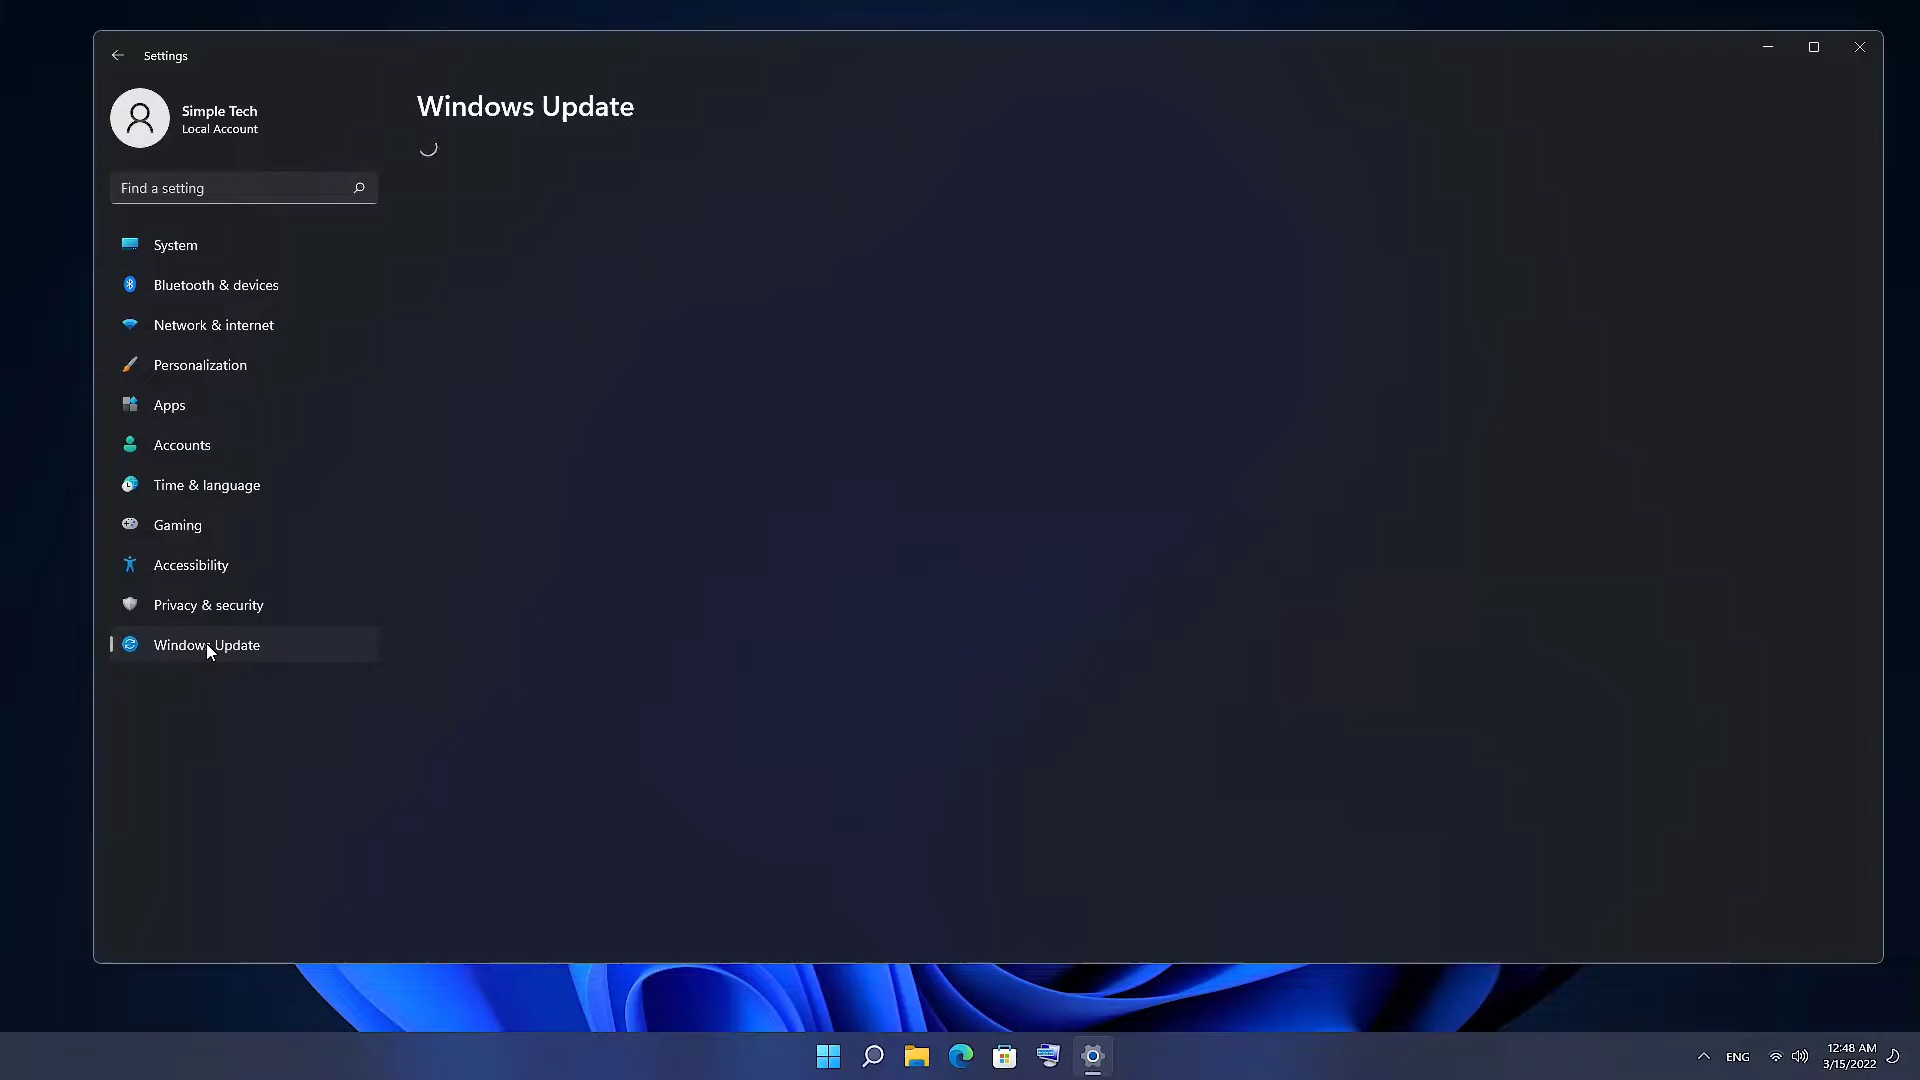 Settings
Simple Tech
Local Account
Find a setting
System
Bluetooth & devices
Network & internet
Personalization
Apps
Accounts
Time & language
Gaming
Accessibility
Privacy & security
Windows Update
Windows Update
ENG
12:48 AM
3/15/2022